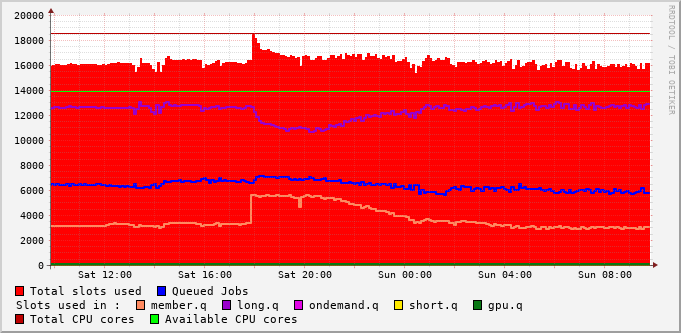 20000
18000
16000
14000
12000
10000
8000
6000
4000
2000
0
Sat 12:00 Sat 16:00 Sat 20:00 Sun 00:00 Sun 04:00 Sun 08:00
Total slots used Queued Jobs
Slots used in : member.q long.q ondemand.q short.q gpu.q
Total CPU cores Available CPU cores
RRDTOOL / TOBI OETIKER